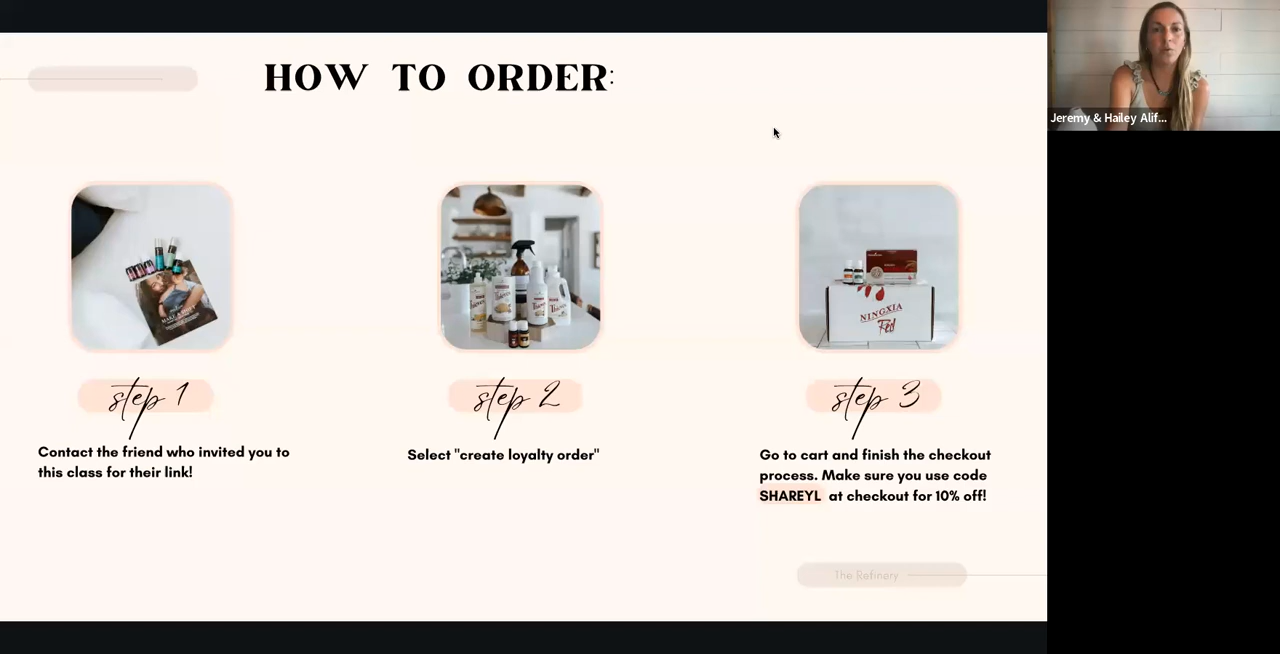 HOW TO ORDER:
Jeremy & Hailey Alif...
NINGXIA
Red
step 1
step 2
step 3
Contact the friend who invited you to
this class for their link!
Select "create loyalty order"
Go to cart and finish the checkout
process. Make sure you use code
SHAREYL at checkout for 10% off!
The Refinery